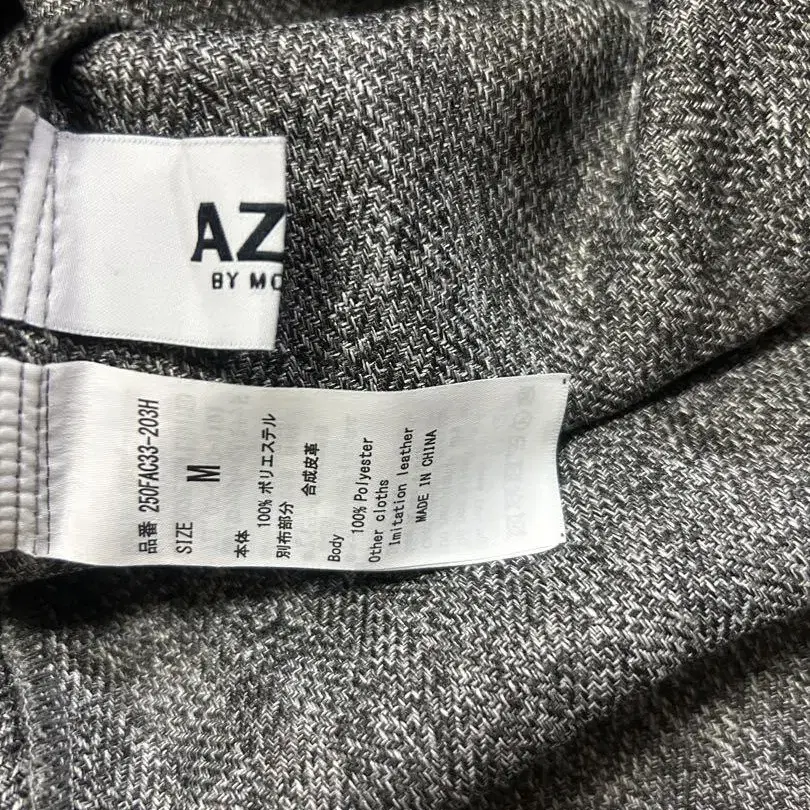 AZ
BY MO
品番 250FAC33-203H
SIZE M
本体
100% ポリエステル
別布部分
合成皮革
Body
100% Polyester
Other cloths
Imitation leather
MADE IN CHINA